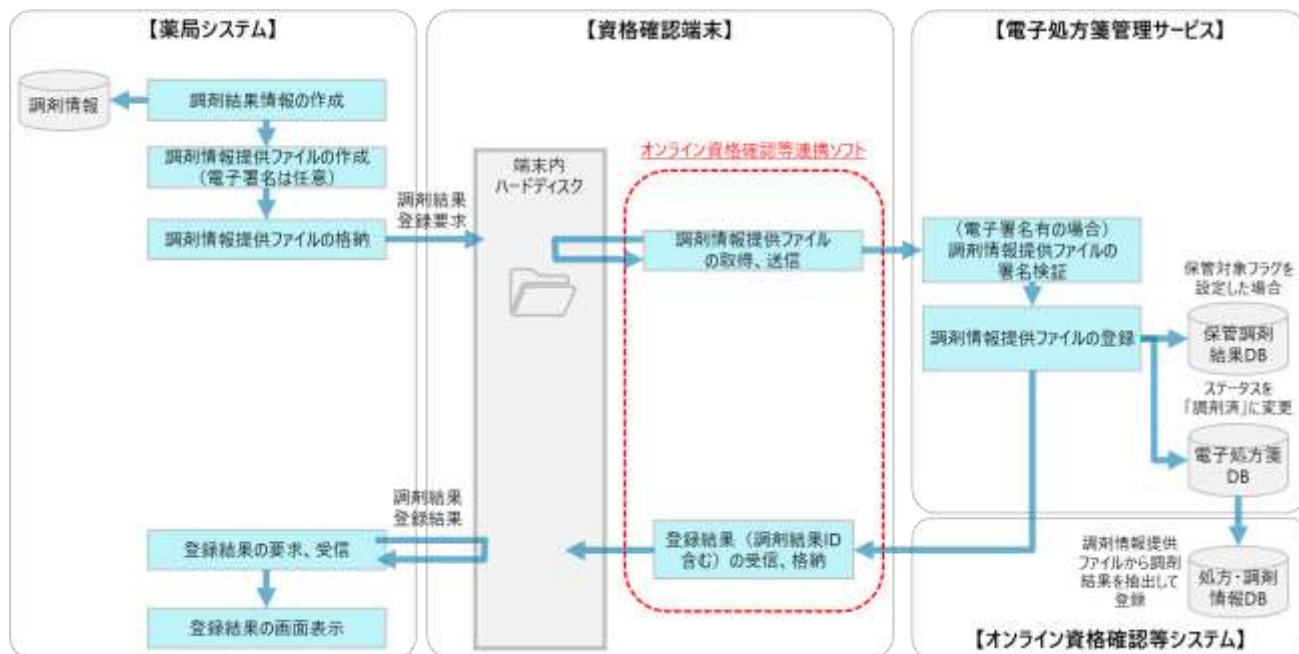 【薬局システム】
調剤情報
調剤結果情報の作成
調剤情報提供ファイルの作成
(電子署名は任意)
調剤情報提供ファイルの格納
調剤結果
登録要求
調剤結果
登録結果
登録結果の要求、受信
登録結果の画面表示
【資格確認端末】
端末内
ハードディスク
オンライン資格確認等連携ソフト
調剤情報提供ファイル
の取得、送信
登録結果(調剤結果ID
含む)の受信、格納
【電子処方箋管理サービス】
(電子署名有の場合)
調剤情報提供ファイルの
署名検証
調剤情報提供ファイルの登録
保管対象フラグを
設定した場合
保管調剤
結果DB
ステータスを
「調剤済」に変更
電子処方箋
DB
調剤情報提供
ファイルから調剤
結果を抽出して
登録
処方・調剤
情報DB
【オンライン資格確認等システム】